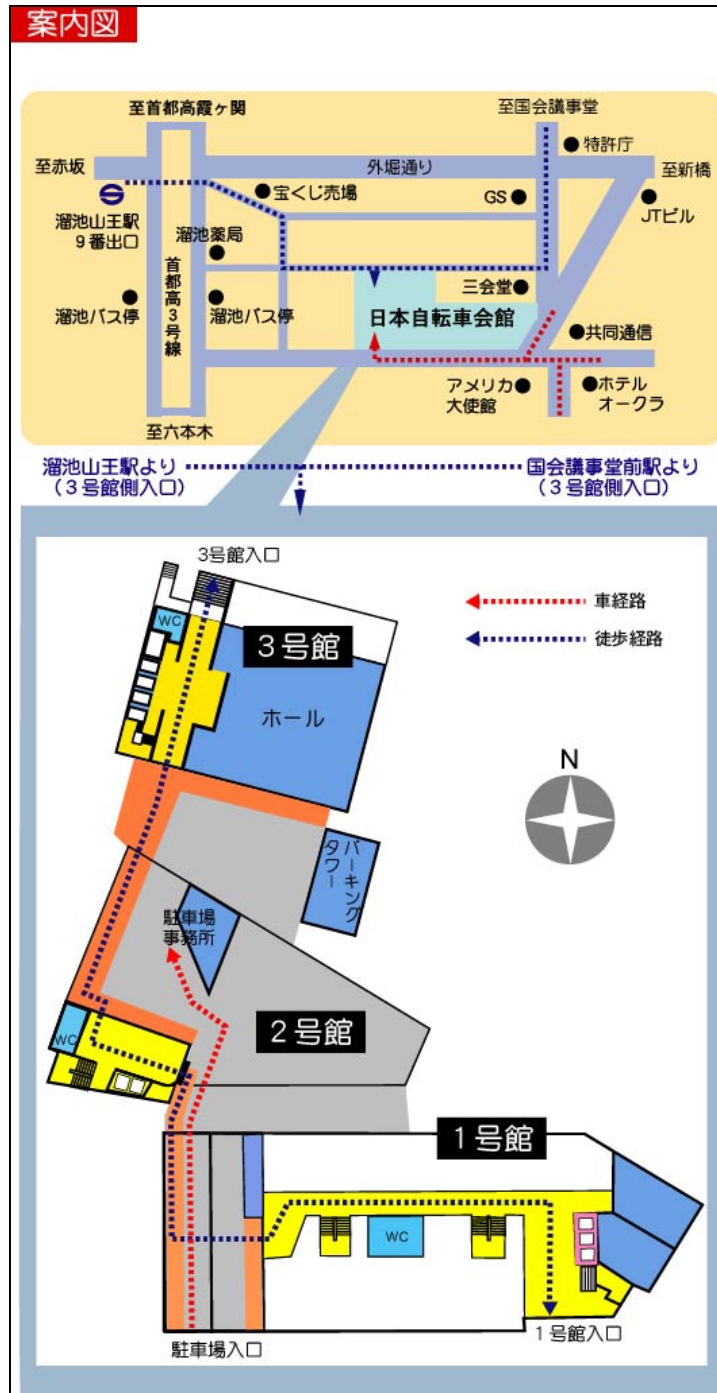 案内図
至首都高霞ヶ関
至国会議事堂
特許庁
至赤坂
外堀通り
至新橋
宝くじ売場
GS
JTビル
溜池山王駅
9番出口
溜池薬局
首都高3号線
三会堂
溜池バス停
溜池バス停
日本自転車会館
共同通信
アメリカ
大使館
ホテル
オークラ
至六本木
溜池山王駅より
（3号館側入口）
国会議事堂前駅より
（3号館側入口）
3号館入口
車経路
徒歩経路
WC
3号館
ホール
N
パーキング
タワー
駐車場
事務所
2号館
WC
1号館
WC
駐車場入口
1号館入口